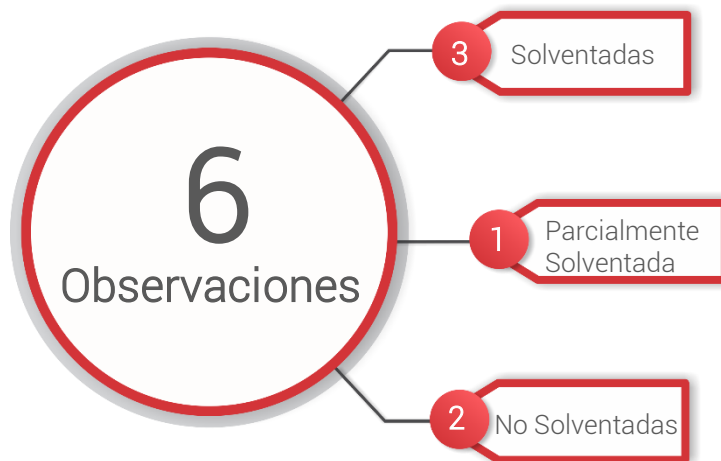 6
Observaciones
3
Solventadas
1
Parcialmente
Solventada
2
No Solventadas